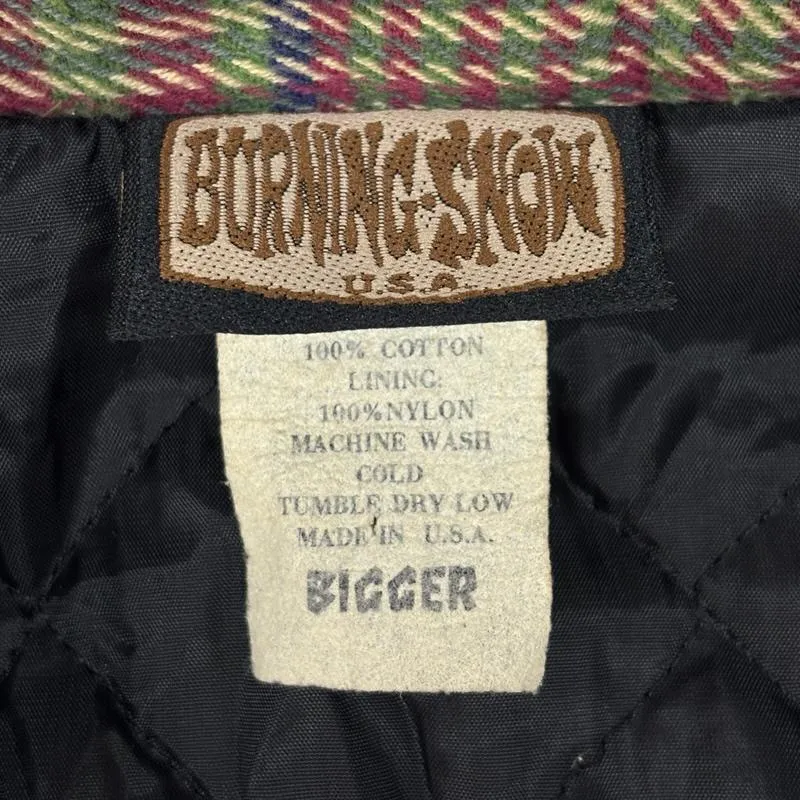 BURNING★SNOW
U.S.A.
100% COTTON
LINING:
100%NYLON
MACHINE WASH
COLD
TUMBLE DRY LOW
MADE IN U.S.A.
BIGGER